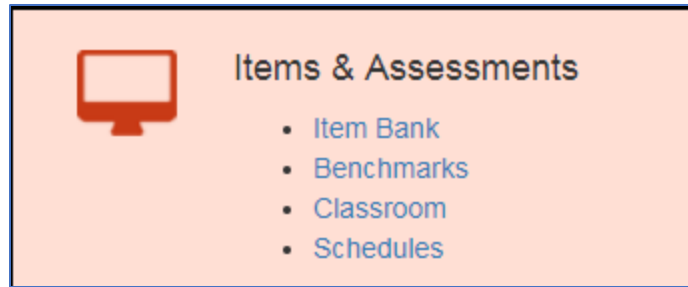 Items & Assessments
• Item Bank
• Benchmarks
• Classroom
• Schedules